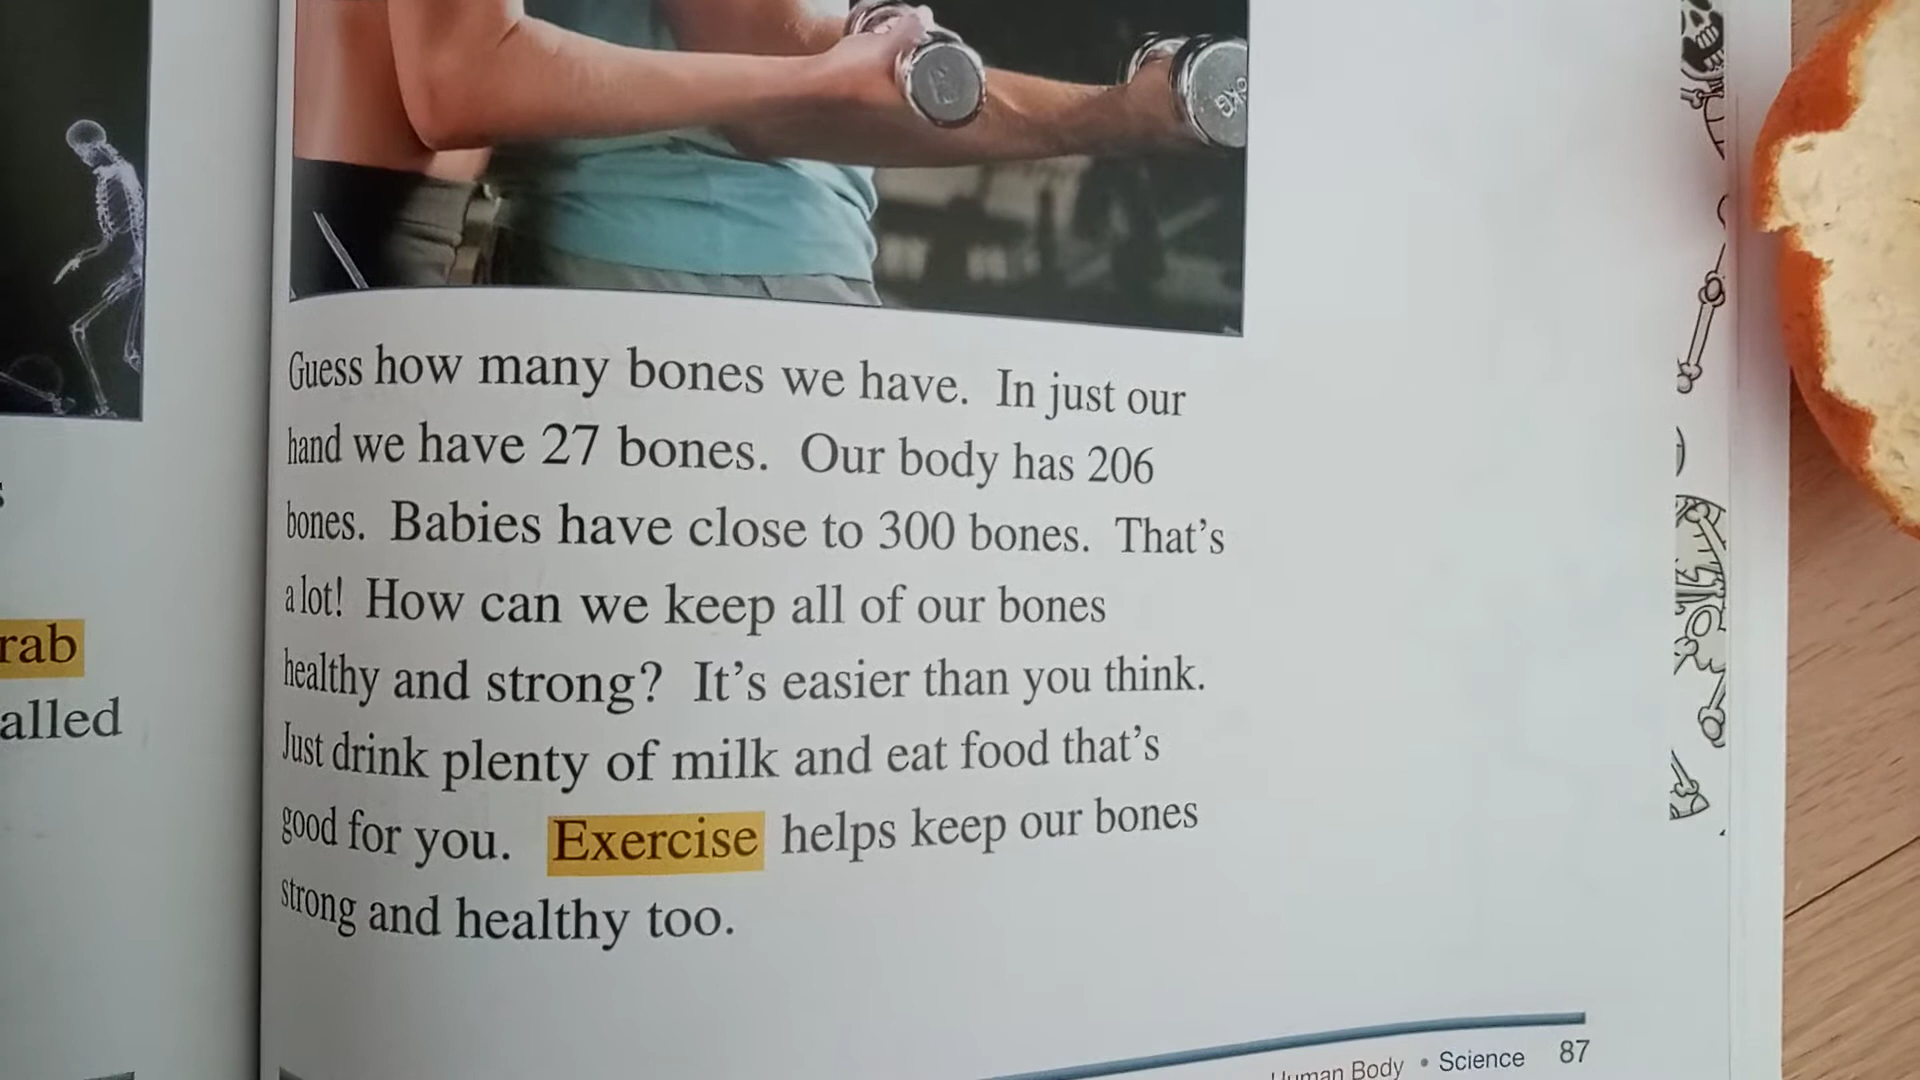 rab
alled
Guess how many bones we have. In just our
hand we have 27 bones. Our body has 206
bones. Babies have close to 300 bones. That's
a lot! How can we keep all of our bones
healthy and strong? It's easier than you think.
Just drink plenty of milk and eat food that's
good for you. Exercise helps keep our bones
strong and healthy too.
Human Body • Science 87